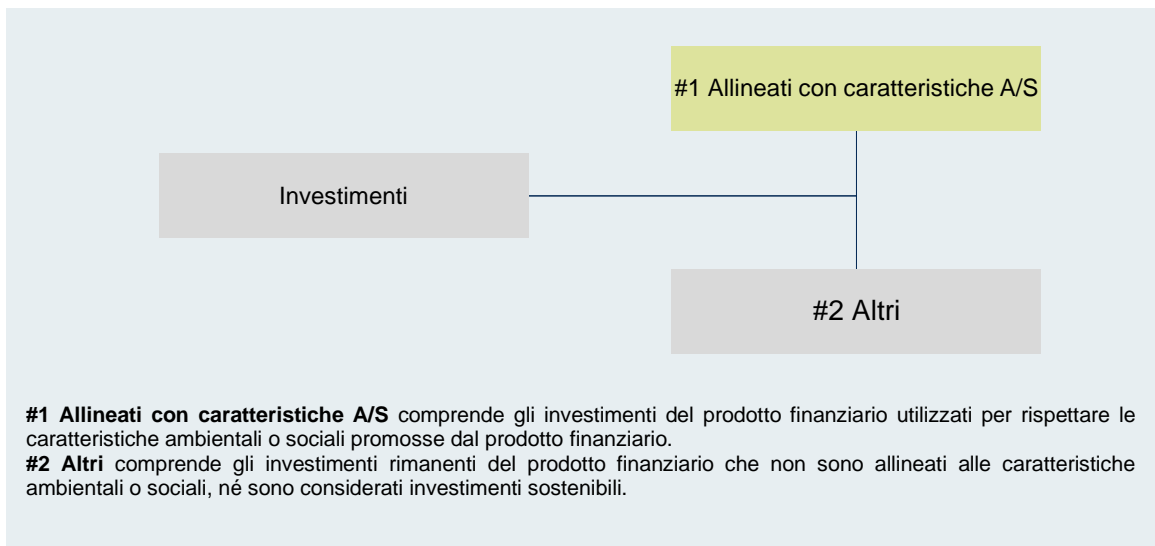 #1 Allineati con caratteristiche A/S
Investimenti
#2 Altri
#1 Allineati con caratteristiche A/S comprende gli investimenti del prodotto finanziario utilizzati per rispettare le
caratteristiche ambientali o sociali promosse dal prodotto finanziario.
#2 Altri comprende gli investimenti rimanenti del prodotto finanziario che non sono allineati alle caratteristiche
ambientali o sociali, né sono considerati investimenti sostenibili.